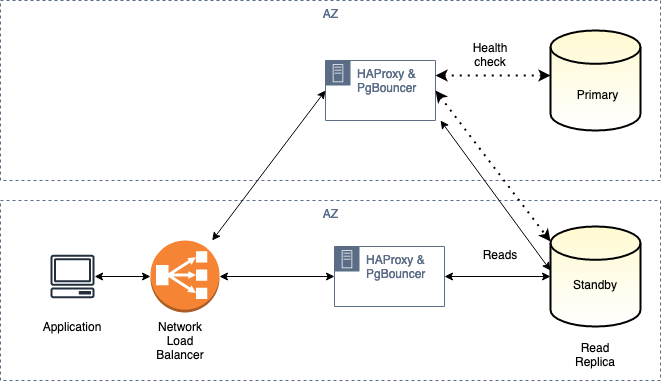 AZ
Health
check
HAProxy &
PgBouncer
Primary
AZ
HAProxy &
PgBouncer
Reads
Standby
Application
Network
Load
Balancer
Read
Replica